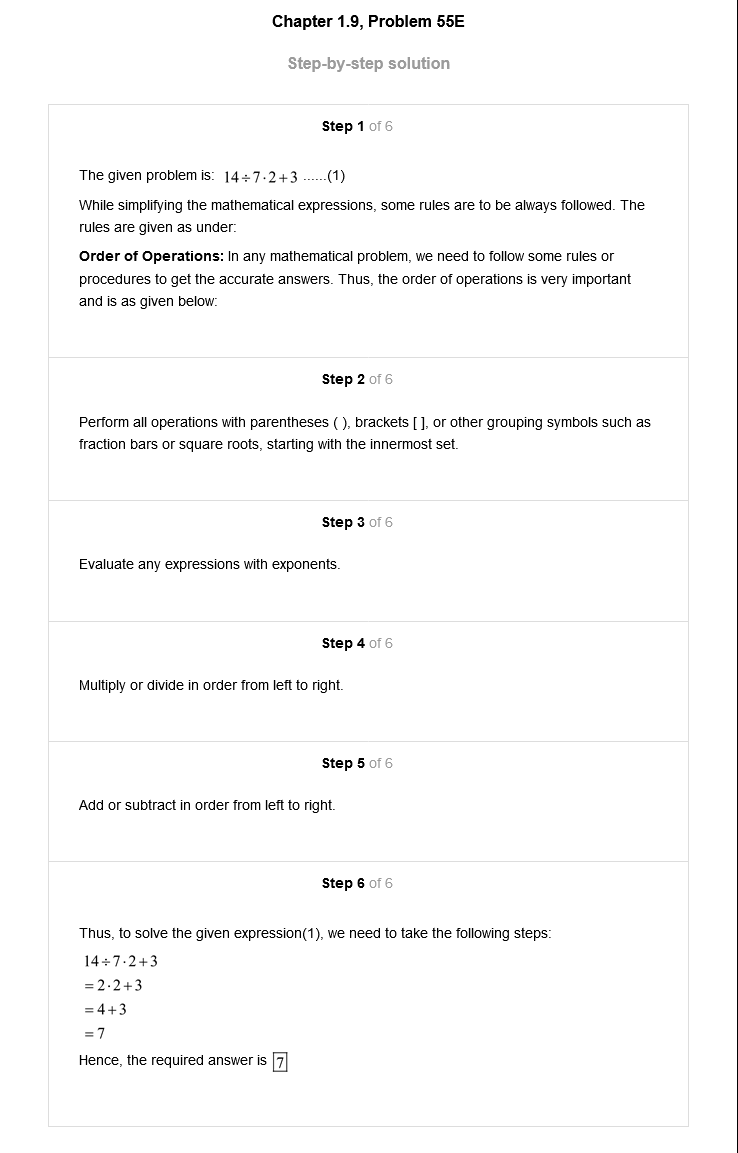 Chapter 1.9, Problem 55E
Step-by-step solution
Step 1 of 6
The given problem is: 14÷7·2+3 ......(1)
While simplifying the mathematical expressions, some rules are to be always followed. The
rules are given as under:
Order of Operations: In any mathematical problem, we need to follow some rules or
procedures to get the accurate answers. Thus, the order of operations is very important
and is as given below:
Step 2 of 6
Perform all operations with parentheses ( ), brackets [ ], or other grouping symbols such as
fraction bars or square roots, starting with the innermost set.
Step 3 of 6
Evaluate any expressions with exponents.
Step 4 of 6
Multiply or divide in order from left to right.
Step 5 of 6
Add or subtract in order from left to right.
Step 6 of 6
Thus, to solve the given expression(1), we need to take the following steps:
14÷7·2+3
=2·2+3
=4+3
=7
Hence, the required answer is 7